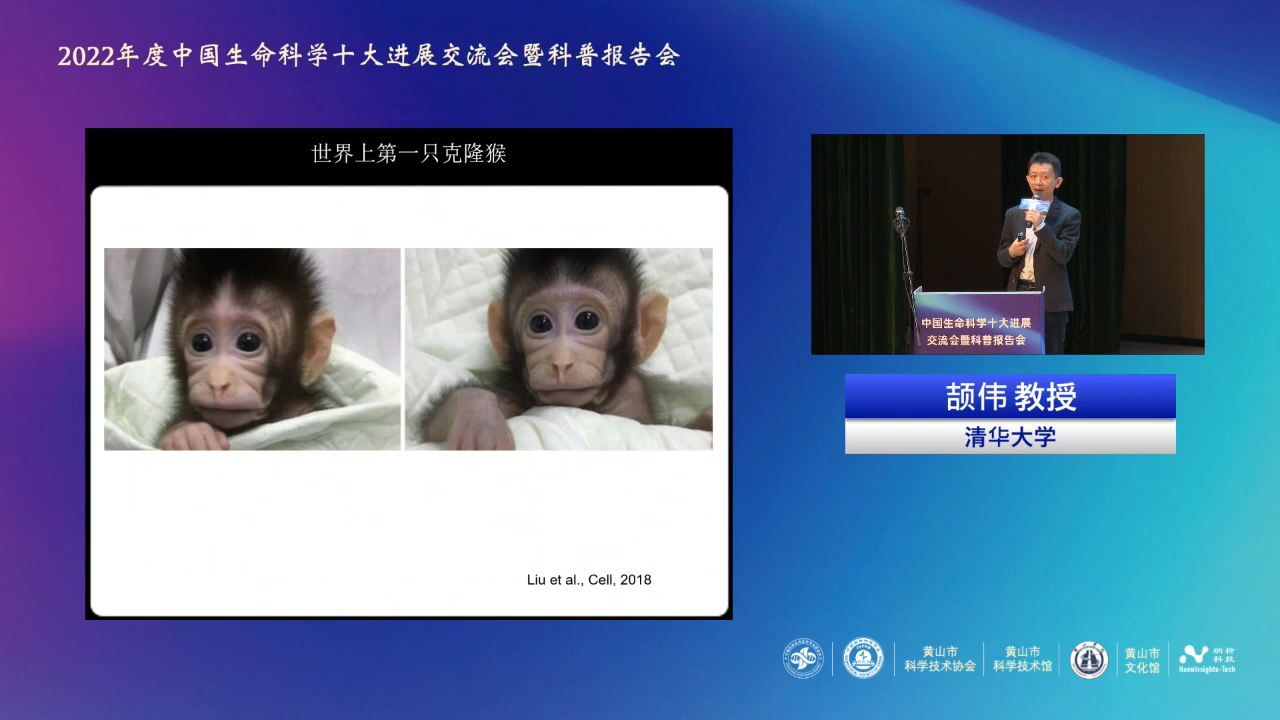 2022年度中国生命科学十大进展交流会暨科普报告会
世界上第一只克隆猴
Liu et al., Cell, 2018
中国生命科学十大进展
交流会暨科普报告会
颉伟 教授
清华大学
黄山市
科学技术协会
黄山市
科学技术馆
黄山市
文化馆
纳析
科技
NanoInsights-Tech